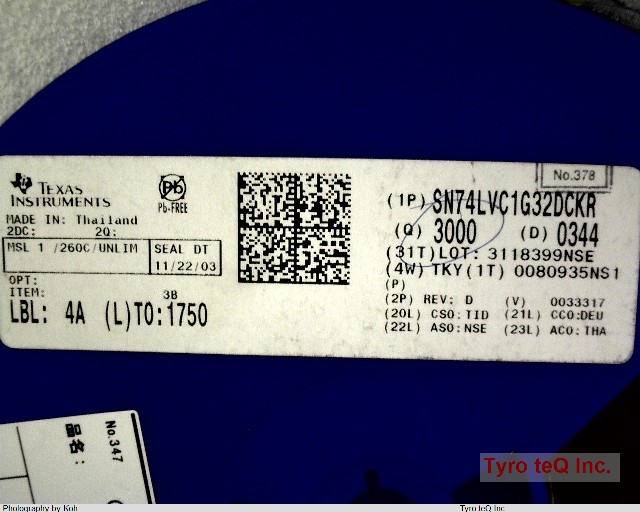 TEXAS
INSTRUMENTS
Pb
Pb-FREE
MADE IN: Thailand
2DC: 2Q:
MSL 1 /260C/UNLIM
SEAL DT
11/22/03
OPT:
ITEM: 3B
LBL: 4A (L)TO:1750
No.378
(1P) SN74LVC1G32DCKR
(Q) 3000 (D) 0344
(31T)LOT: 3118399NSE
(4W) TKY(1T) 0080935NS1
(P)
(2P) REV: D (V) 0033317
(20L) CSO:TID (21L) CCO:DEU
(22L) ASO:NSE (23L) ACO:THA
No.347
品名:
Tyro teQ Inc.
Photography by Koh
Tyro teQ Inc